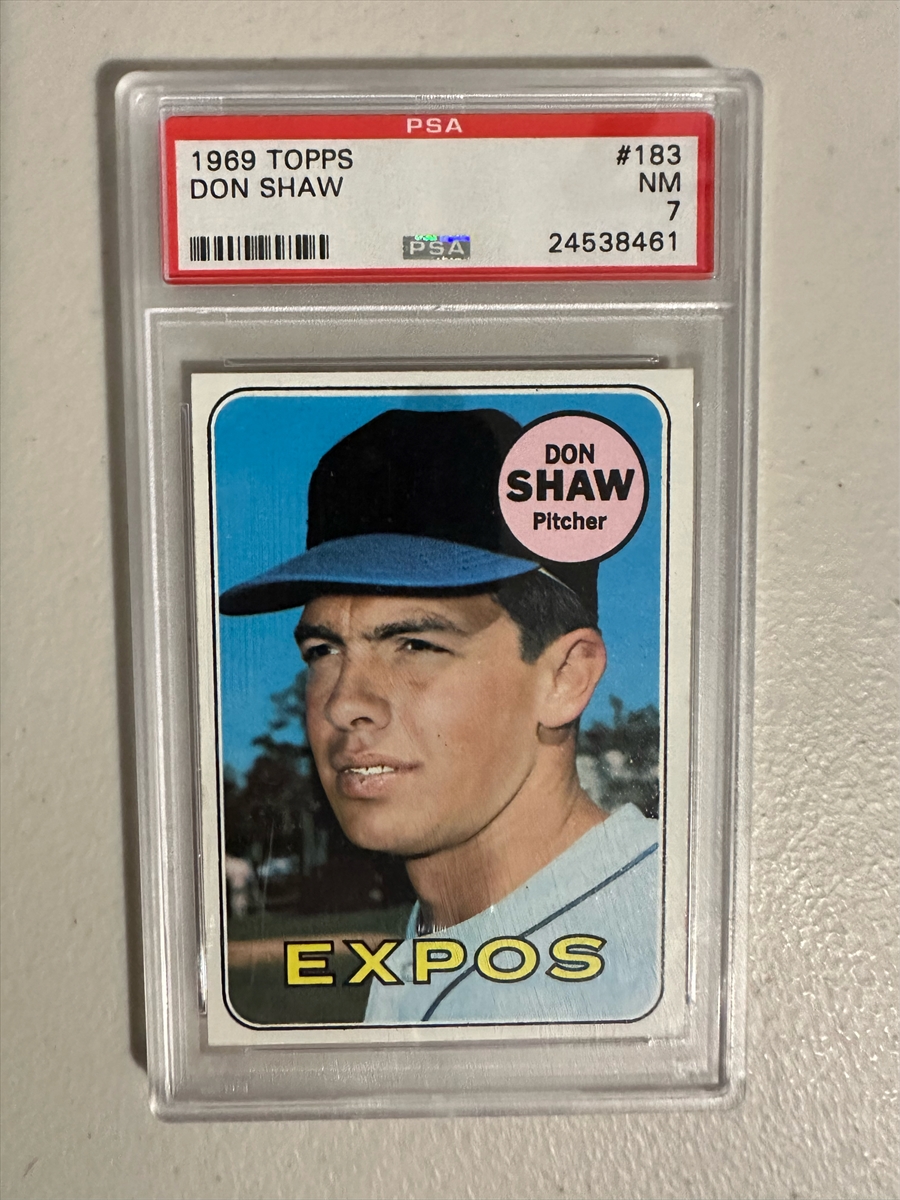 PSA
1969 TOPPS #183
DON SHAW NM
7
PSA 24538461
DON
SHAW
Pitcher
EXPOS